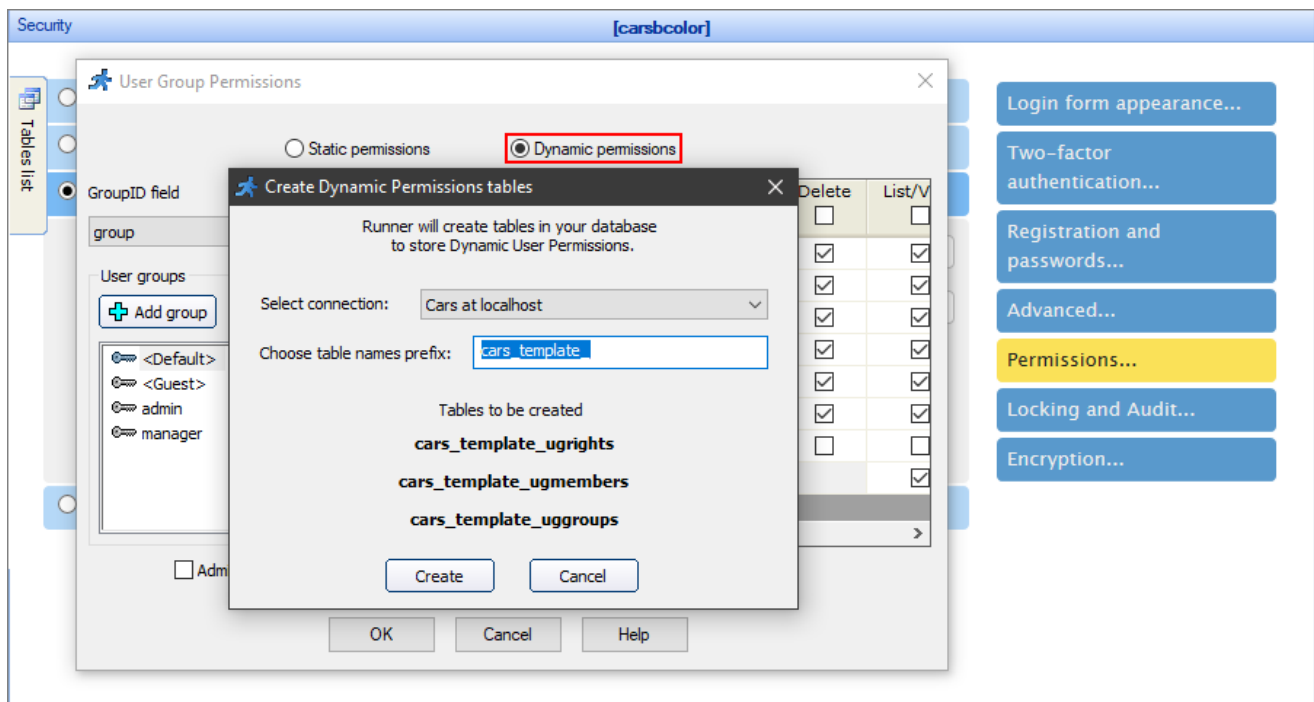 Security
[carsbcolor]
Tables list
User Group Permissions
Static permissions
Dynamic permissions
GroupID field
group
User groups
Add group
<Default>
<Guest>
admin
manager
Delete
List/V
Create Dynamic Permissions tables
Runner will create tables in your database
to store Dynamic User Permissions.
Select connection:
Cars at localhost
Choose table names prefix:
cars_template_
Tables to be created
cars_template_ugrights
cars_template_ugmembers
cars_template_uggroups
Create
Cancel
Adm
OK
Cancel
Help
Login form appearance...
Two-factor
authentication...
Registration and
passwords...
Advanced...
Permissions...
Locking and Audit...
Encryption...